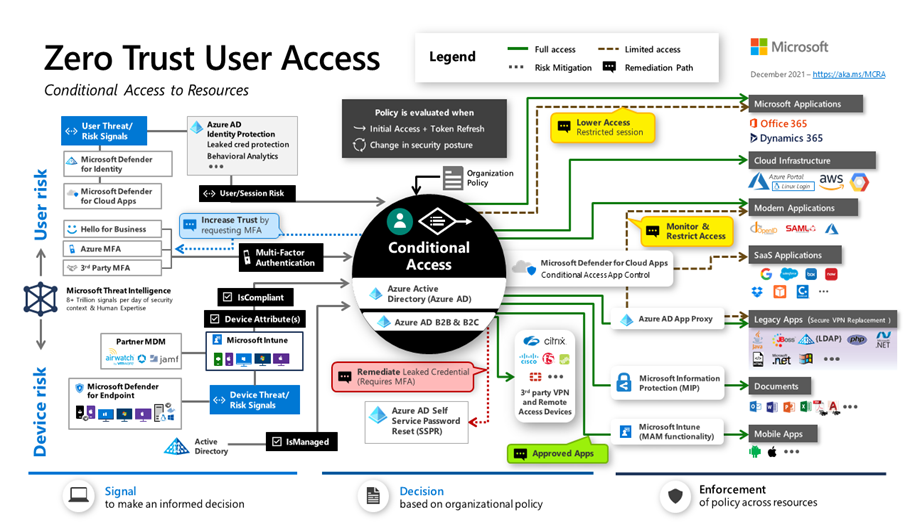 Zero Trust User Access
Conditional Access to Resources
Legend
Full access
Limited access
Risk Mitigation
Remediation Path
Microsoft
December 2021 – https://aka.ms/MCRA
User Threat/
Risk Signals
Azure AD
Identity Protection
Leaked cred protection
Behavioral Analytics
Policy is evaluated when
Initial Access + Token Refresh
Change in security posture
Lower Access
Restricted session
Microsoft Applications
Office 365
Dynamics 365
Microsoft Defender
for Identity
Microsoft Defender
for Cloud Apps
User/Session Risk
Organization
Policy
Cloud Infrastructure
Azure Portal
Linux Login
aws
User risk
Increase Trust by
requesting MFA
Hello for Business
Azure MFA
3rd Party MFA
Multi-Factor
Authentication
Conditional
Access
Monitor &
Restrict Access
Modern Applications
SAML
SaaS Applications
box
now
Microsoft Defender for Cloud Apps
Conditional Access App Control
Microsoft Threat Intelligence
8+ Trillion signals per day of security
context & Human Expertise
IsCompliant
Device Attribute(s)
Azure Active
Directory (Azure AD)
Azure AD B2B & B2C
Azure AD App Proxy
Legacy Apps (Secure VPN Replacement )
Java
JBoss
(LDAP)
php
.NET
.net
Partner MDM
airwatch
by vmware
jamf
Microsoft Intune
citrix
CISCO
3rd party VPN
and Remote
Access Devices
Remediate Leaked Credential
(Requires MFA)
Device risk
Microsoft Defender
for Endpoint
Device Threat/
Risk Signals
Azure AD Self
Service Password
Reset (SSPR)
Microsoft Information
Protection (MIP)
Documents
Active
Directory
IsManaged
Approved Apps
Microsoft Intune
(MAM functionality)
Mobile Apps
Signal
to make an informed decision
Decision
based on organizational policy
Enforcement
of policy across resources